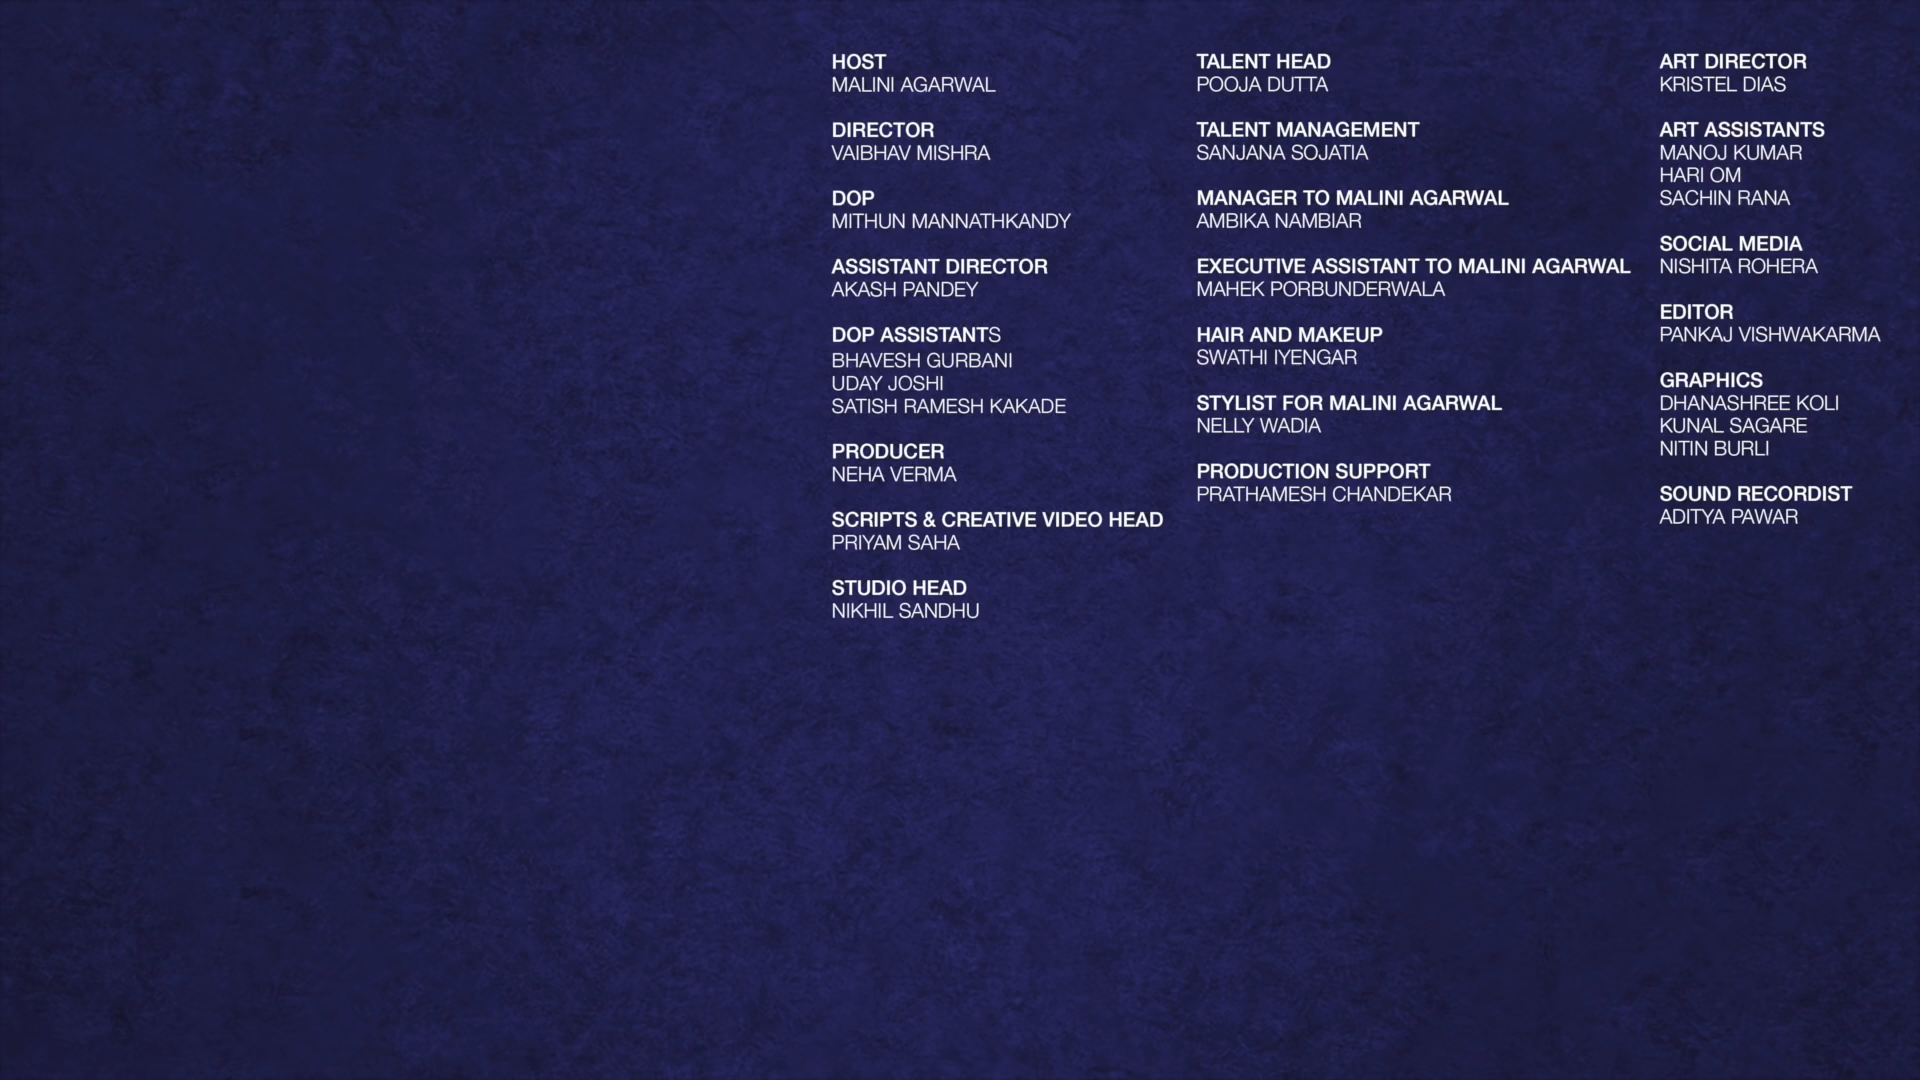 HOST
MALINI AGARWAL
DIRECTOR
VAIBHAV MISHRA
DOP
MITHUN MANNATHKANDY
ASSISTANT DIRECTOR
AKASH PANDEY
DOP ASSISTANTS
BHAVESH GURBANI
UDAY JOSHI
SATISH RAMESH KAKADE
PRODUCER
NEHA VERMA
SCRIPTS & CREATIVE VIDEO HEAD
PRIYAM SAHA
STUDIO HEAD
NIKHIL SANDHU
TALENT HEAD
POOJA DUTTA
TALENT MANAGEMENT
SANJANA SOJATIA
MANAGER TO MALINI AGARWAL
AMBIKA NAMBIAR
EXECUTIVE ASSISTANT TO MALINI AGARWAL
MAHEK PORBUNDERWALA
HAIR AND MAKEUP
SWATHI IYENGAR
STYLIST FOR MALINI AGARWAL
NELLY WADIA
PRODUCTION SUPPORT
PRATHAMESH CHANDEKAR
ART DIRECTOR
KRISTEL DIAS
ART ASSISTANTS
MANOJ KUMAR
HARI OM
SACHIN RANA
SOCIAL MEDIA
NISHITA ROHERA
EDITOR
PANKAJ VISHWAKARMA
GRAPHICS
DHANASHREE KOLI
KUNAL SAGARE
NITIN BURLI
SOUND RECORDIST
ADITYA PAWAR